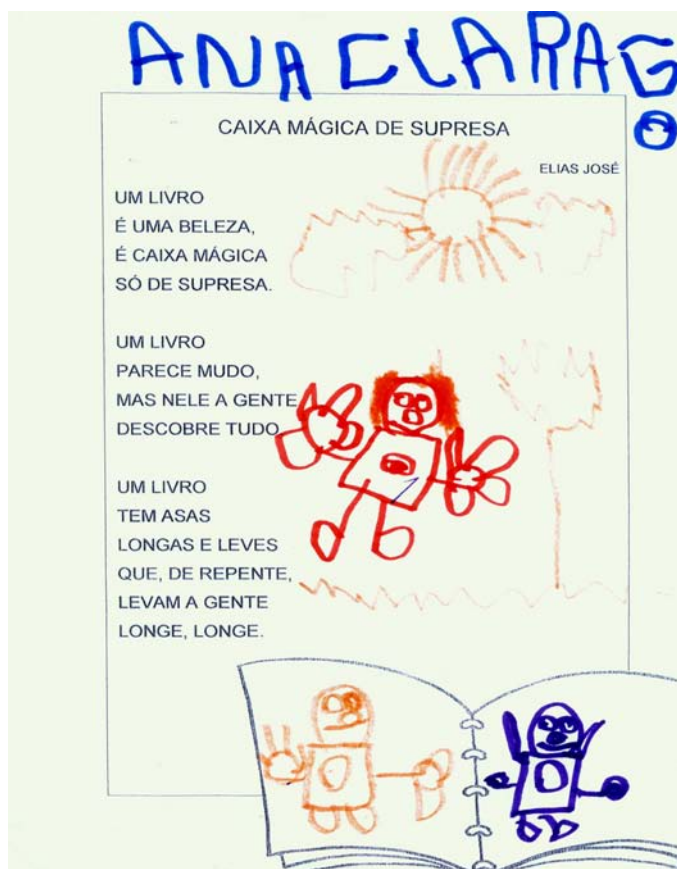 ANA CLARA G
CAIXA MÁGICA DE SUPRESA
ELIAS JOSÉ
UM LIVRO
É UMA BELEZA,
É CAIXA MÁGICA
SÓ DE SUPRESA.
UM LIVRO
PARECE MUDO,
MAS NELE A GENTE
DESCOBRE TUDO
UM LIVRO
TEM ASAS
LONGAS E LEVES
QUE, DE REPENTE,
LEVAM A GENTE
LONGE, LONGE.